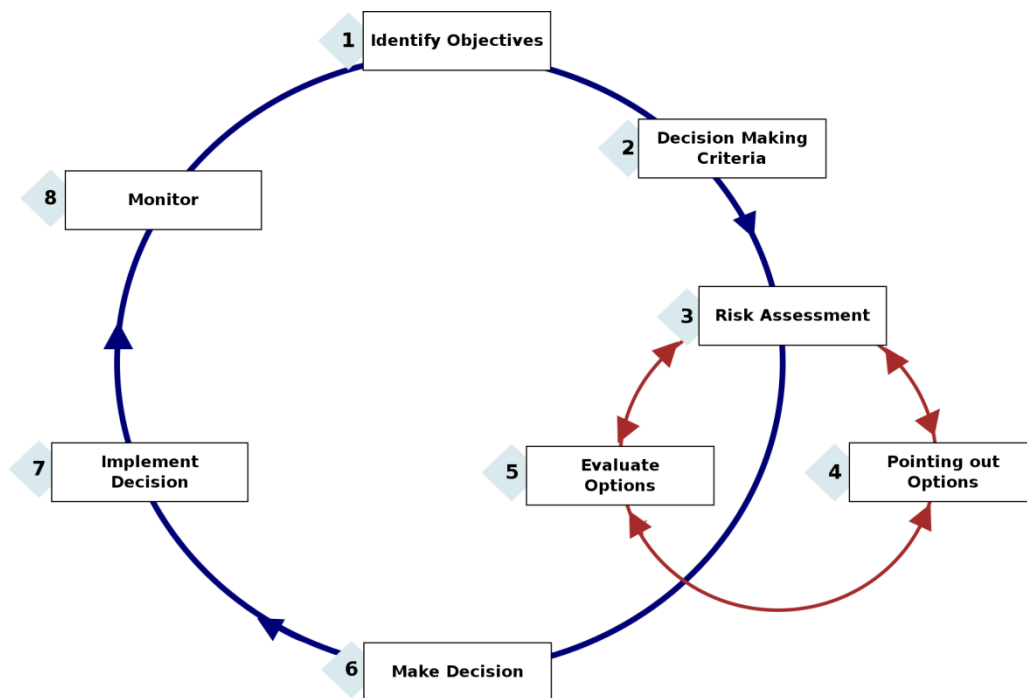 1
Identify Objectives
2
Decision Making
Criteria
3
Risk Assessment
4
Pointing out
Options
5
Evaluate
Options
6
Make Decision
7
Implement
Decision
8
Monitor